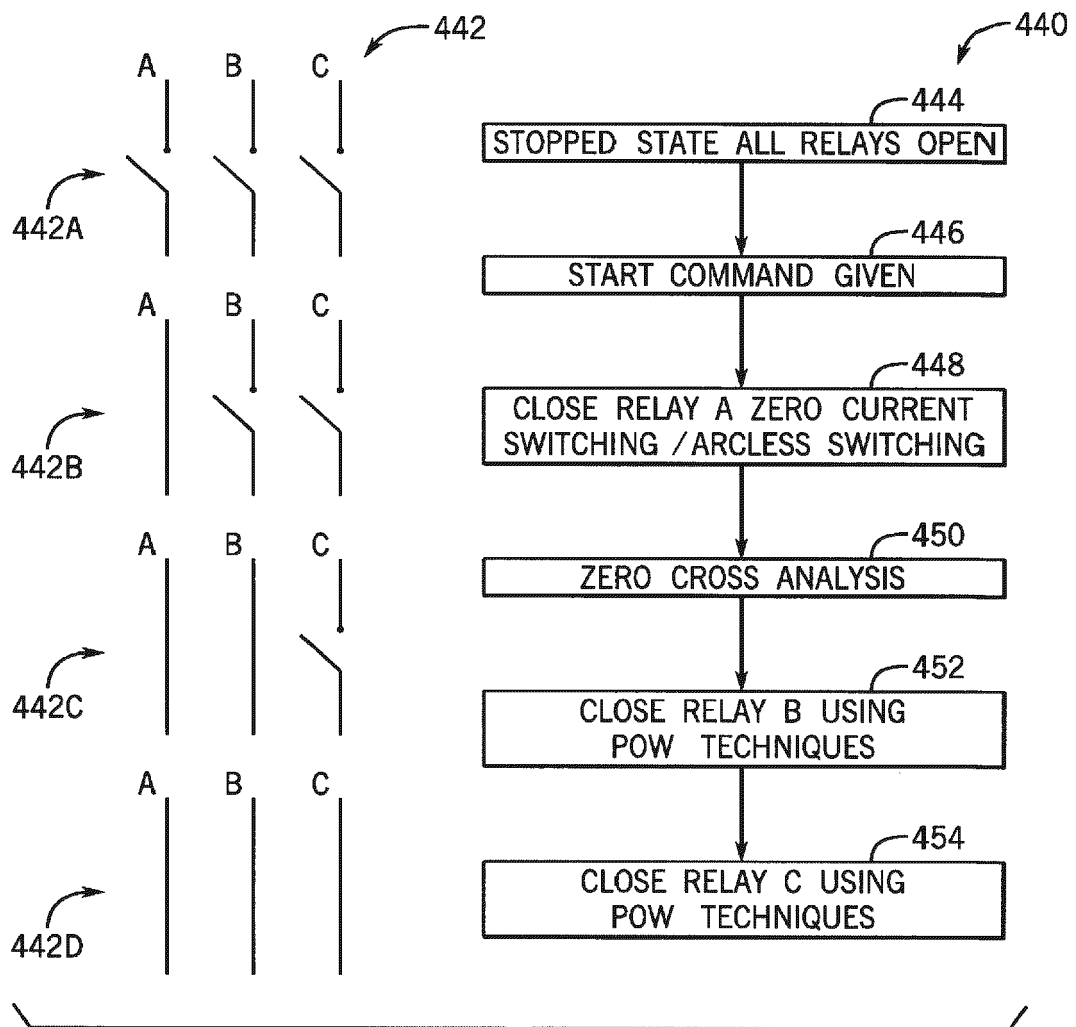 442
A B C
442A
A B C
442B
A B C
442C
A B C
442D
440
444
STOPPED STATE ALL RELAYS OPEN
446
START COMMAND GIVEN
448
CLOSE RELAY A ZERO CURRENT
SWITCHING / ARCLESS SWITCHING
450
ZERO CROSS ANALYSIS
452
CLOSE RELAY B USING
POW TECHNIQUES
454
CLOSE RELAY C USING
POW TECHNIQUES